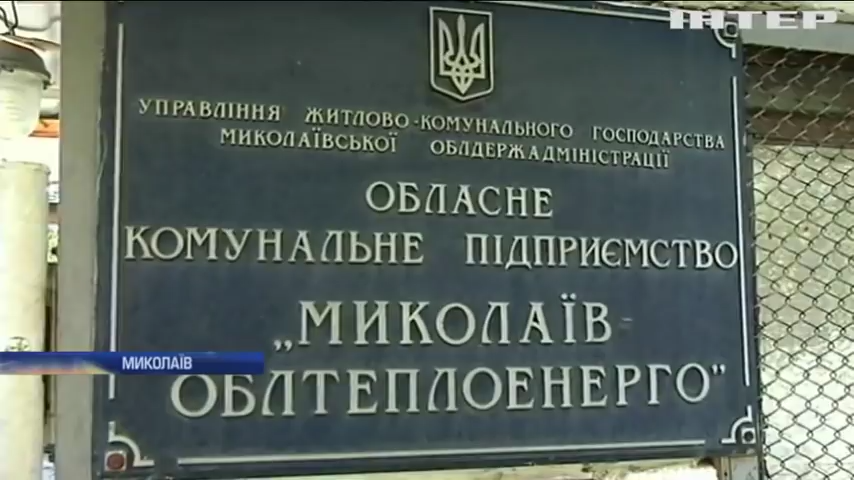 ІНТЕР
УПРАВЛІННЯ ЖИТЛОВО-КОМУНАЛЬНОГО ГОСПОДАРСТВА
МИКОЛАЇВСЬКОЇ ОБЛДЕРЖАДМІНІСТРАЦІЇ
ОБЛАСНЕ
КОМУНАЛЬНЕ ПІДПРИЄМСТВО
„МИКОЛАЇВ-
МИКОЛАЇВ
ОБЛТЕПЛОЕНЕРГО"